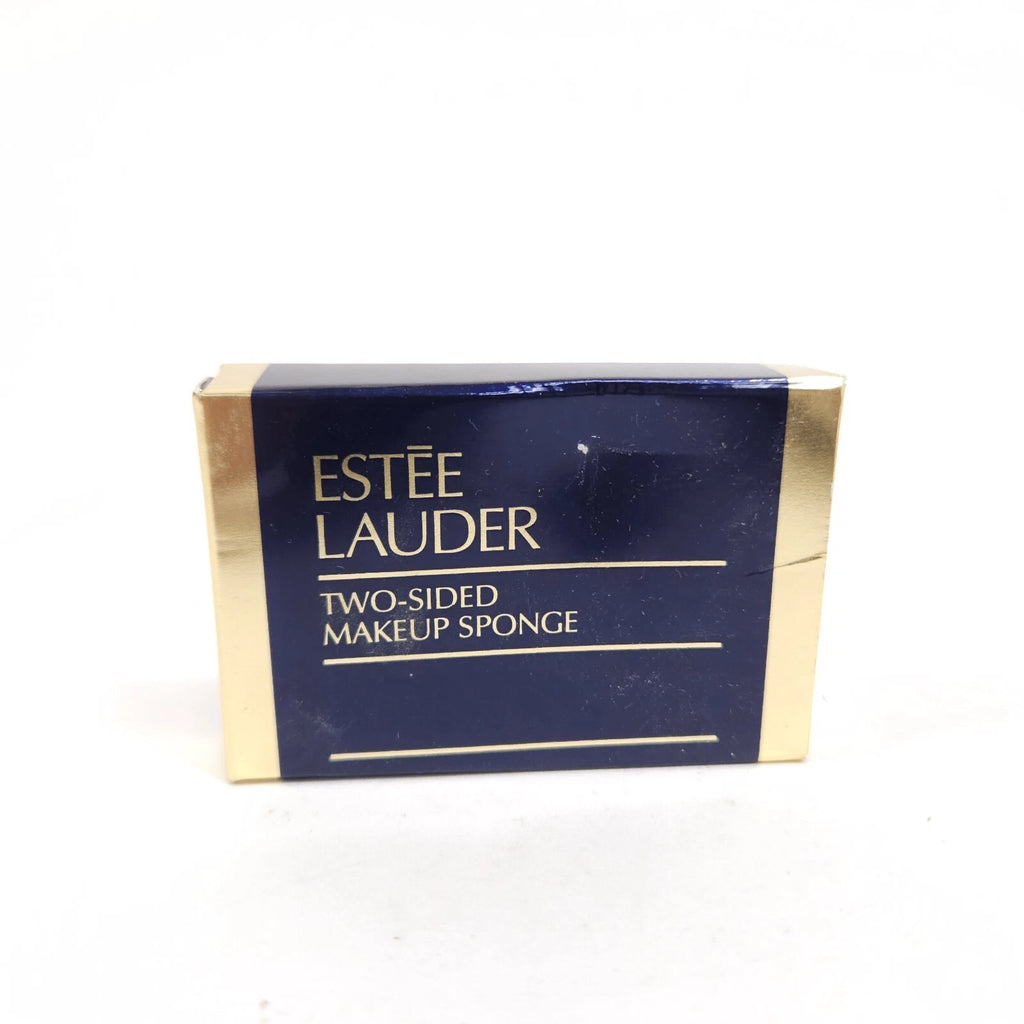 ESTĒE
LAUDER
TWO-SIDED
MAKEUP SPONGE